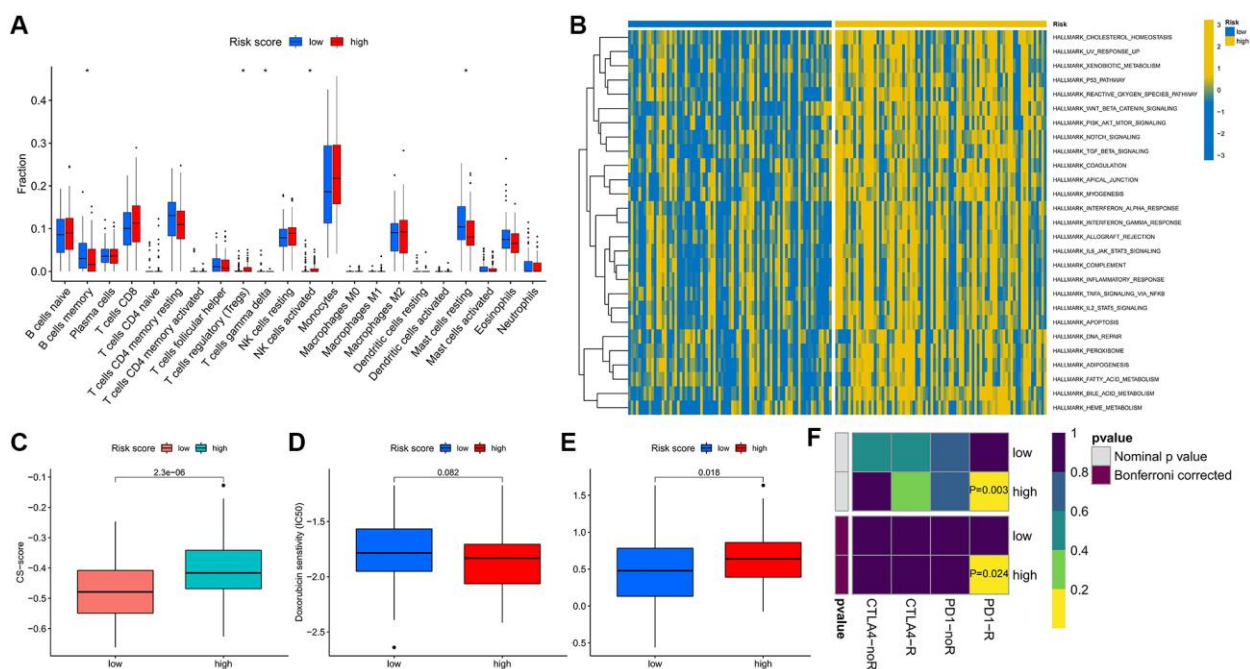 A
Risk score low high
* * * * *
Fraction
0.4
0.3
0.2
0.1
0.0
B cells naive
B cells memory
Plasma cells
T cells CD8
T cells CD4 naive
T cells CD4 memory resting
T cells CD4 memory activated
T cells follicular helper
T cells regulatory (Tregs)
T cells gamma delta
NK cells resting
NK cells activated
Monocytes
Macrophages M0
Macrophages M1
Macrophages M2
Dendritic cells resting
Dendritic cells activated
Mast cells resting
Mast cells activated
Eosinophils
Neutrophils
B
Risk
HALLMARK_CHOLESTEROL_HOMEOSTASIS
HALLMARK_UV_RESPONSE_UP
HALLMARK_XENOBIOTIC_METABOLISM
HALLMARK_P53_PATHWAY
HALLMARK_REACTIVE_OXYGEN_SPECIES_PATHWAY
HALLMARK_WNT_BETA_CATENIN_SIGNALING
HALLMARK_PI3K_AKT_MTOR_SIGNALING
HALLMARK_NOTCH_SIGNALING
HALLMARK_TGF_BETA_SIGNALING
HALLMARK_COAGULATION
HALLMARK_APICAL_JUNCTION
HALLMARK_MYOGENESIS
HALLMARK_INTERFERON_ALPHA_RESPONSE
HALLMARK_INTERFERON_GAMMA_RESPONSE
HALLMARK_ALLOGRAFT_REJECTION
HALLMARK_IL6_JAK_STAT3_SIGNALING
HALLMARK_COMPLEMENT
HALLMARK_INFLAMMATORY_RESPONSE
HALLMARK_TNFA_SIGNALING_VIA_NFKB
HALLMARK_IL2_STAT5_SIGNALING
HALLMARK_APOPTOSIS
HALLMARK_DNA_REPAIR
HALLMARK_PEROXISOME
HALLMARK_ADIPOGENESIS
HALLMARK_FATTY_ACID_METABOLISM
HALLMARK_BILE_ACID_METABOLISM
HALLMARK_HEME_METABOLISM
3
2
1
0
−1
−2
−3
Risk
low
high
C
Risk score low high
2.3e−06
CS−score
−0.1
−0.2
−0.3
−0.4
−0.5
−0.6
low high
D
Risk score low high
0.082
Doxorubicin senstivity (IC50)
−1.5
−2.0
−2.5
low high
E
Risk score low high
0.018
1.5
1.0
0.5
0.0
0.5
low high
F
low
P=0.003 high
low
P=0.024 high
pvalue
CTLA4−noR
CTLA4−R
PD1−noR
PD1−R
1
0.8
0.6
0.4
0.2
pvalue
Nominal p value
Bonferroni corrected